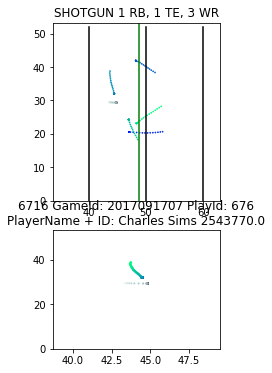 SHOTGUN 1 RB, 1 TE, 3 WR
50
40
30
20
10
0
40 50 60
6716 GameId: 2017091707 PlayId: 676
PlayerName + ID: Charles Sims 2543770.0
40
20
0
40.0 42.5 45.0 47.5